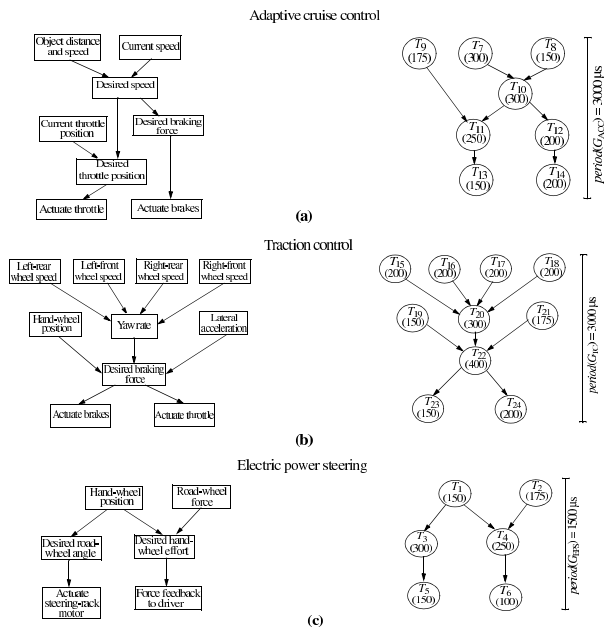 Adaptive cruise control
Object distance
and speed
Current speed
Desired speed
Current throttle
position
Desired braking
force
Desired
throttle position
Actuate throttle
Actuate brakes
T9
(175)
T7
(300)
T8
(150)
T10
(300)
T11
(250)
T12
(200)
T13
(150)
T14
(200)
period(GACC) = 3000 µs
(a)
Traction control
Left-rear
wheel speed
Left-front
wheel speed
Right-rear
wheel speed
Right-front
wheel speed
Hand-wheel
position
Yaw rate
Lateral
acceleration
Desired braking
force
Actuate brakes
Actuate throttle
T15
(200)
T16
(200)
T17
(200)
T18
(200)
T19
(150)
T20
(300)
T21
(175)
T22
(400)
T23
(150)
T24
(200)
period(GTC) = 3000 µs
(b)
Electric power steering
Hand-wheel
position
Road-wheel
force
Desired road-
wheel angle
Desired hand-
wheel effort
Actuate
steering-rack
motor
Force feedback
to driver
T1
(150)
T2
(175)
T3
(300)
T4
(250)
T5
(150)
T6
(100)
period(GEPS) = 1500 µs
(c)